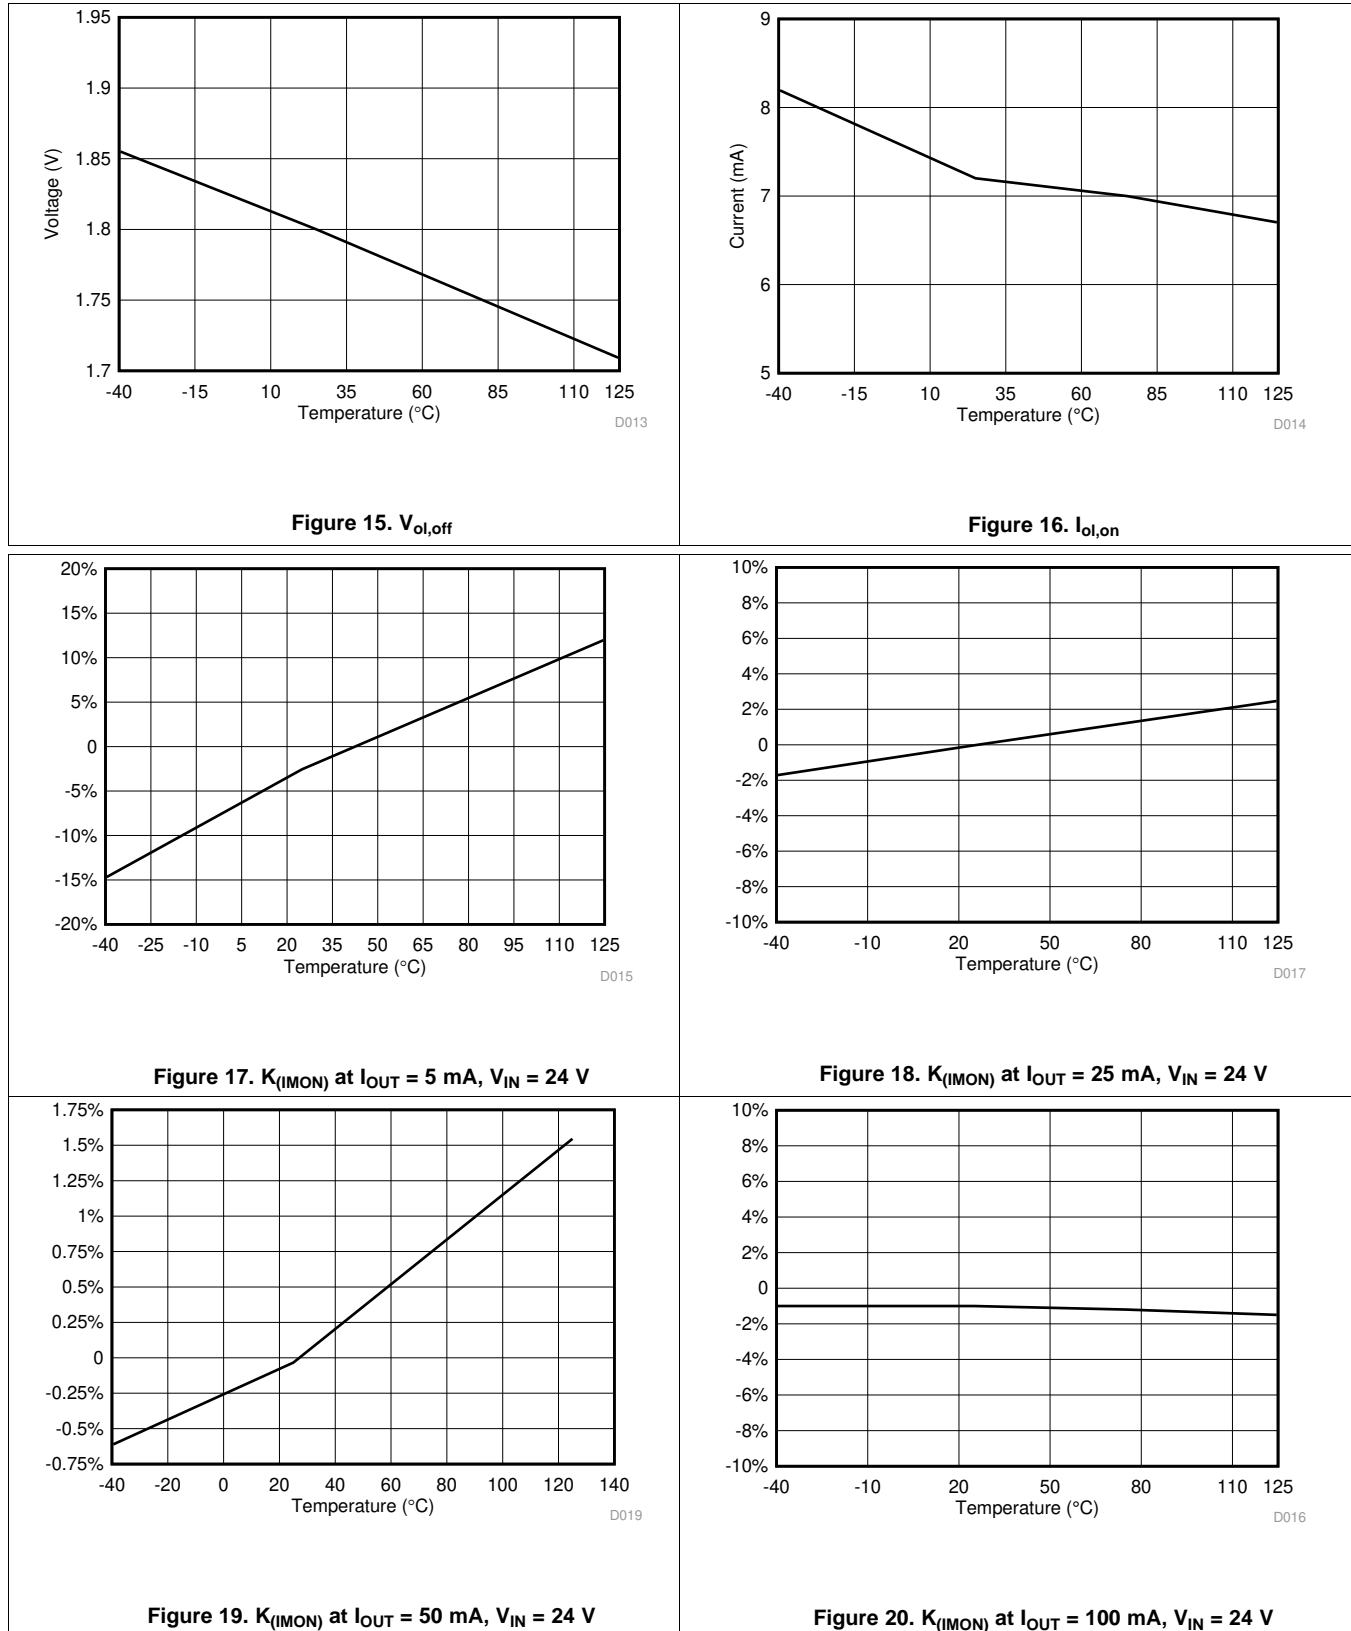 1.95
1.9
1.85
1.8
1.75
1.7
Voltage (V)
-40 -15 10 35 60 85 110 125
Temperature (°C)
D013
Figure 15. Vol,off
9
8
7
6
5
Current (mA)
-40 -15 10 35 60 85 110 125
Temperature (°C)
D014
Figure 16. Iol,on
20%
15%
10%
5%
0
-5%
-10%
-15%
-20%
-40 -25 -10 5 20 35 50 65 80 95 110 125
Temperature (°C)
D015
Figure 17. K(IMON) at IOUT = 5 mA, VIN = 24 V
10%
8%
6%
4%
2%
0
-2%
-4%
-6%
-8%
-10%
-40 -10 20 50 80 110 125
Temperature (°C)
D017
Figure 18. K(IMON) at IOUT = 25 mA, VIN = 24 V
1.75%
1.5%
1.25%
1%
0.75%
0.5%
0.25%
0
-0.25%
-0.5%
-0.75%
-40 -20 0 20 40 60 80 100 120 140
Temperature (°C)
D019
Figure 19. K(IMON) at IOUT = 50 mA, VIN = 24 V
10%
8%
6%
4%
2%
0
-2%
-4%
-6%
-8%
-10%
-40 -10 20 50 80 110 125
Temperature (°C)
D016
Figure 20. K(IMON) at IOUT = 100 mA, VIN = 24 V